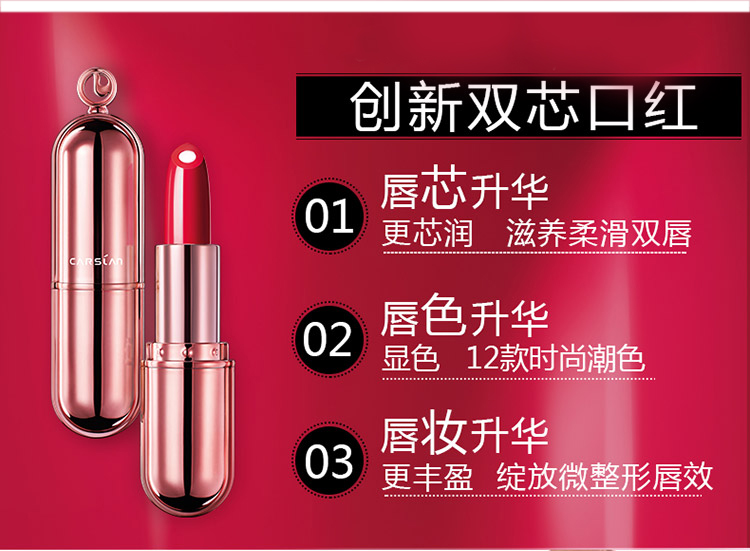 创新双芯口红
CARSLAN
01
唇芯升华
更芯润 滋养柔滑双唇
02
唇色升华
显色 12款时尚潮色
03
唇妆升华
更丰盈 绽放微整形唇效